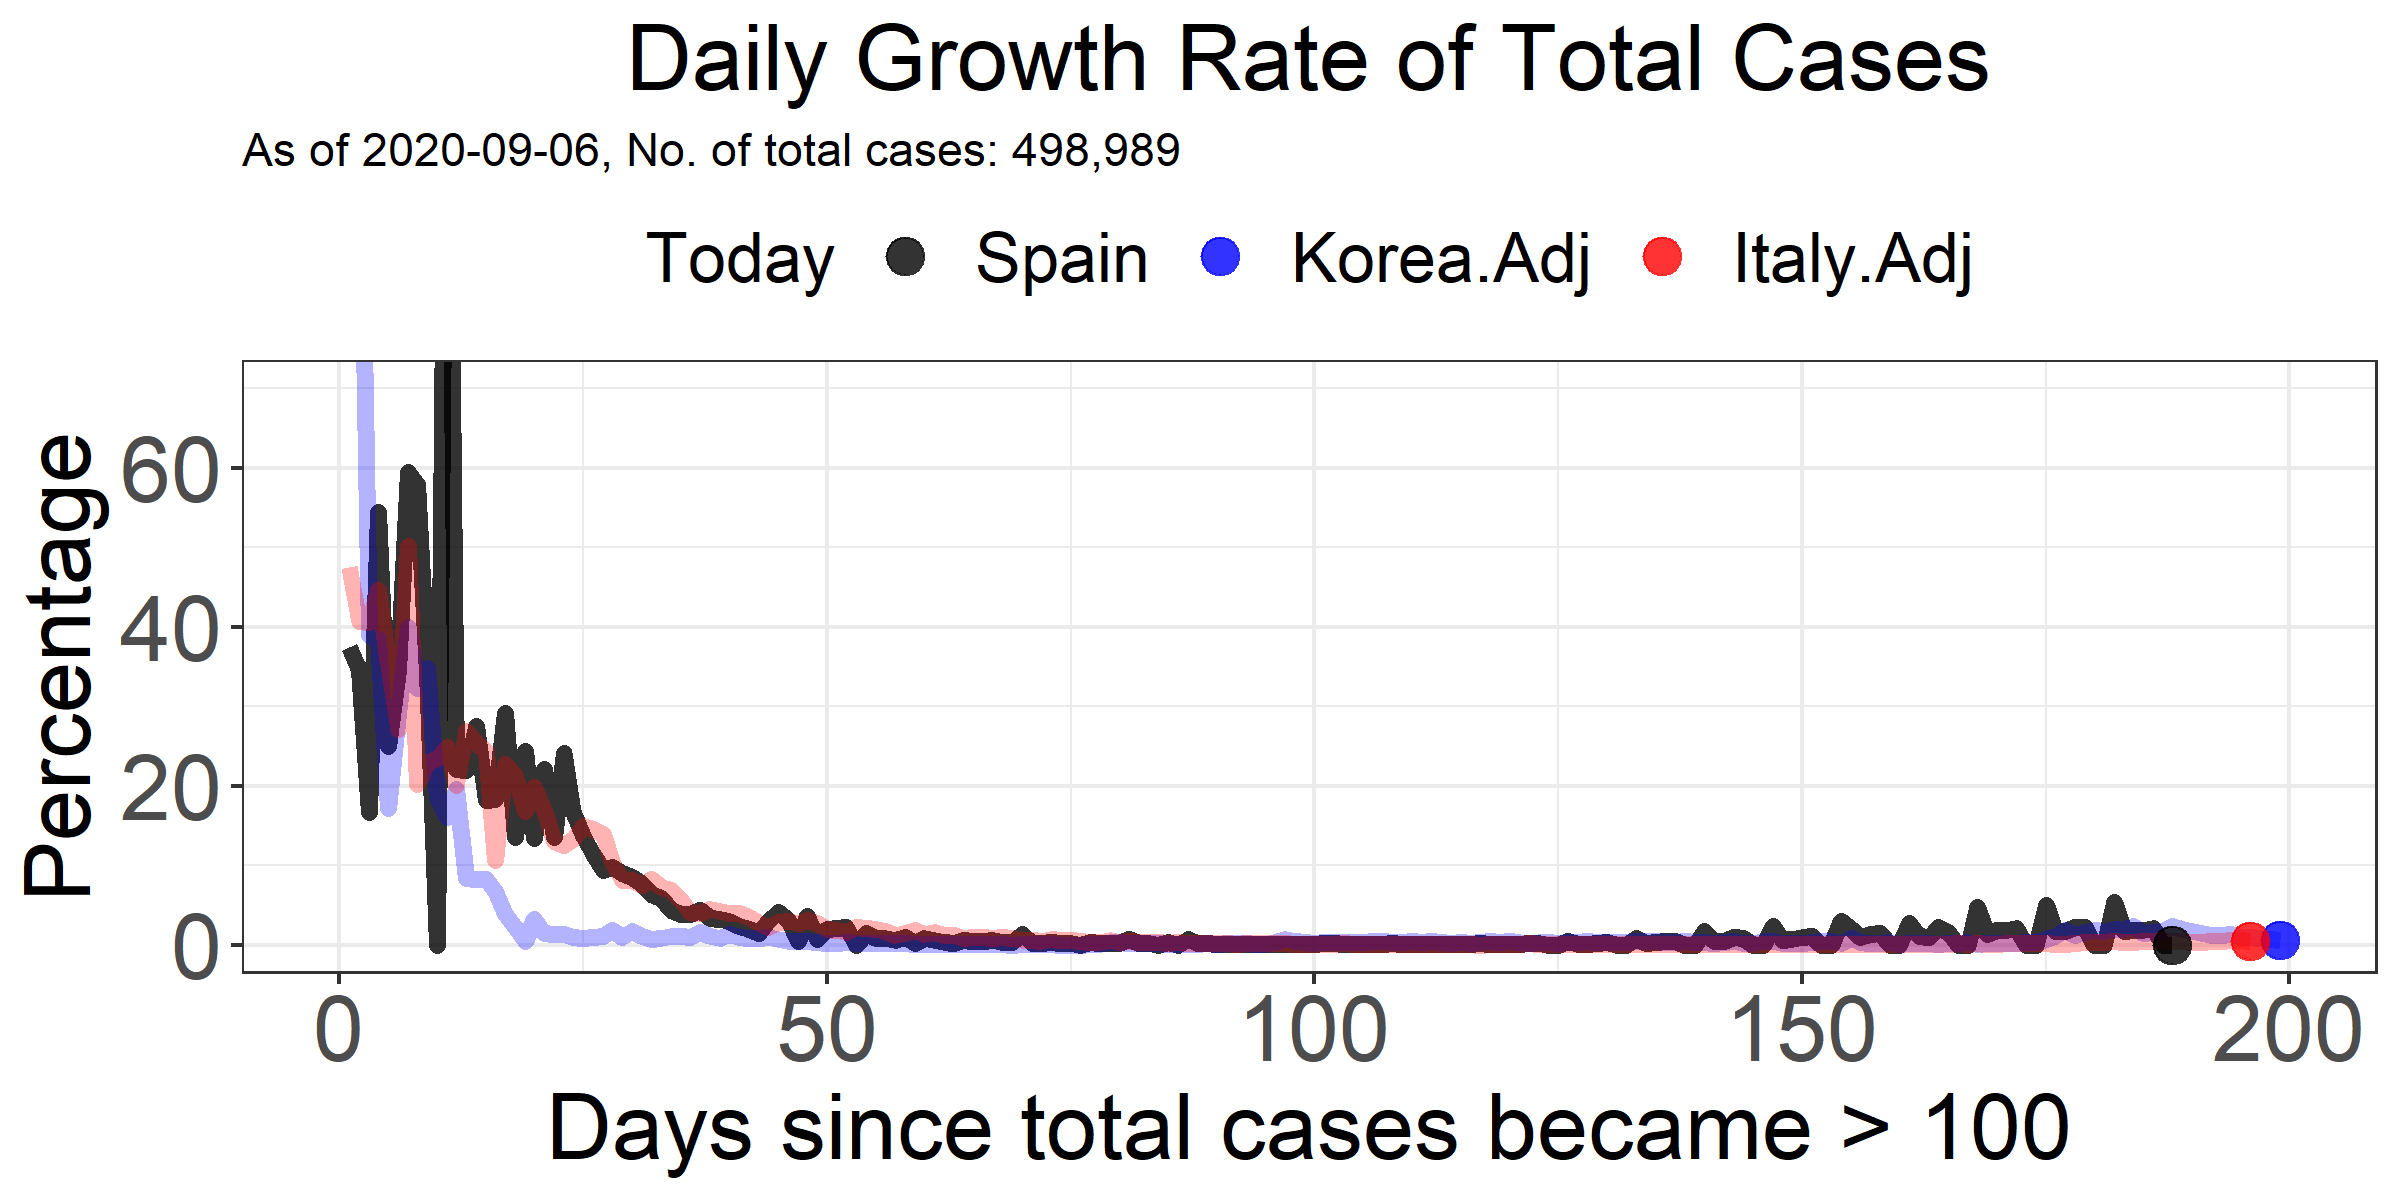 Daily Growth Rate of Total Cases
As of 2020-09-06, No. of total cases: 498,989
Today Spain Korea.Adj Italy.Adj
Percentage
60
40
20
0
0 50 100 150 200
Days since total cases became > 100